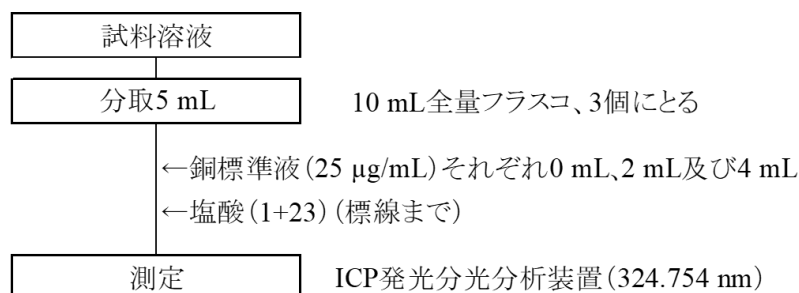 試料溶液
分取5 mL 10 mL全量フラスコ、3個にとる
←銅標準液(25 µg/mL)それぞれ0 mL、2 mL及び4 mL
←塩酸(1+23)(標線まで)
測定 ICP発光分光分析装置(324.754 nm)